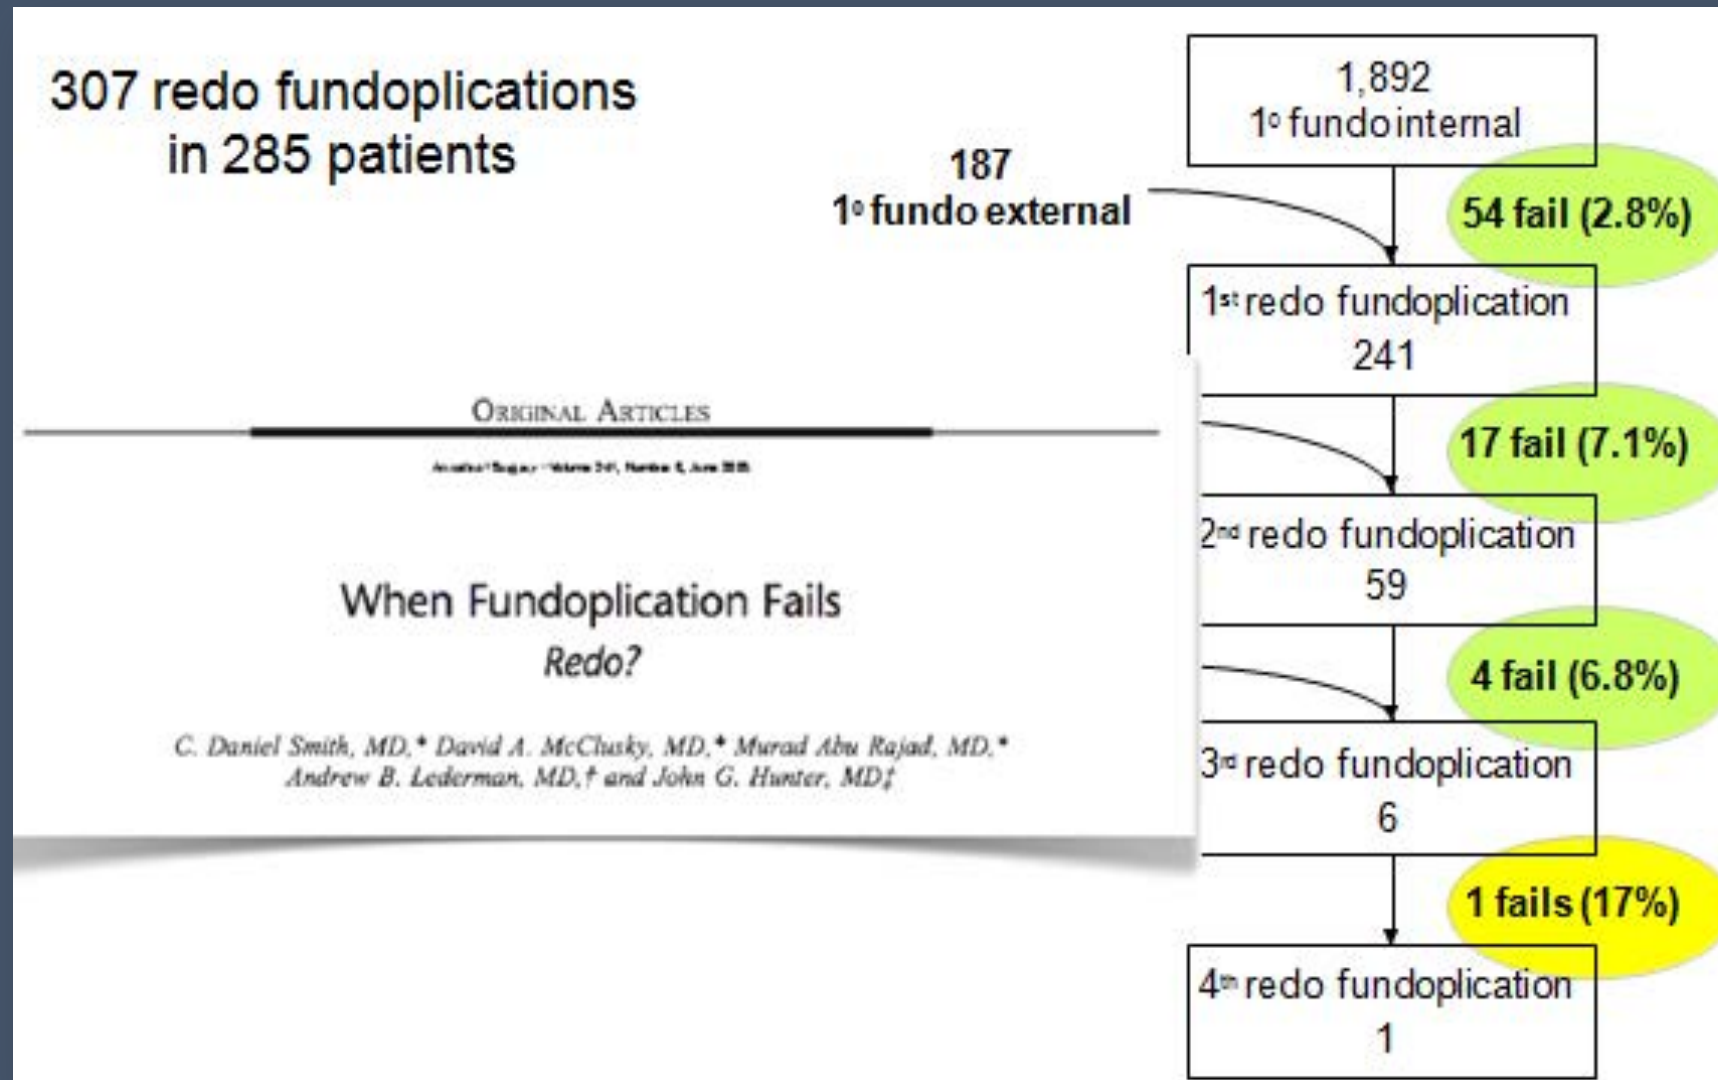 307 redo fundoplications
in 285 patients
1,892
1º fundo internal
187
1º fundo external
54 fail (2.8%)
1st redo fundoplication
241
17 fail (7.1%)
2nd redo fundoplication
59
4 fail (6.8%)
3rd redo fundoplication
6
1 fails (17%)
4th redo fundoplication
1
ORIGINAL ARTICLES
When Fundoplication Fails
Redo?
C. Daniel Smith, MD,* David A. McClusky, MD,* Murad Abu Rajad, MD,*
Andrew B. Lederman, MD,† and John G. Hunter, MD‡